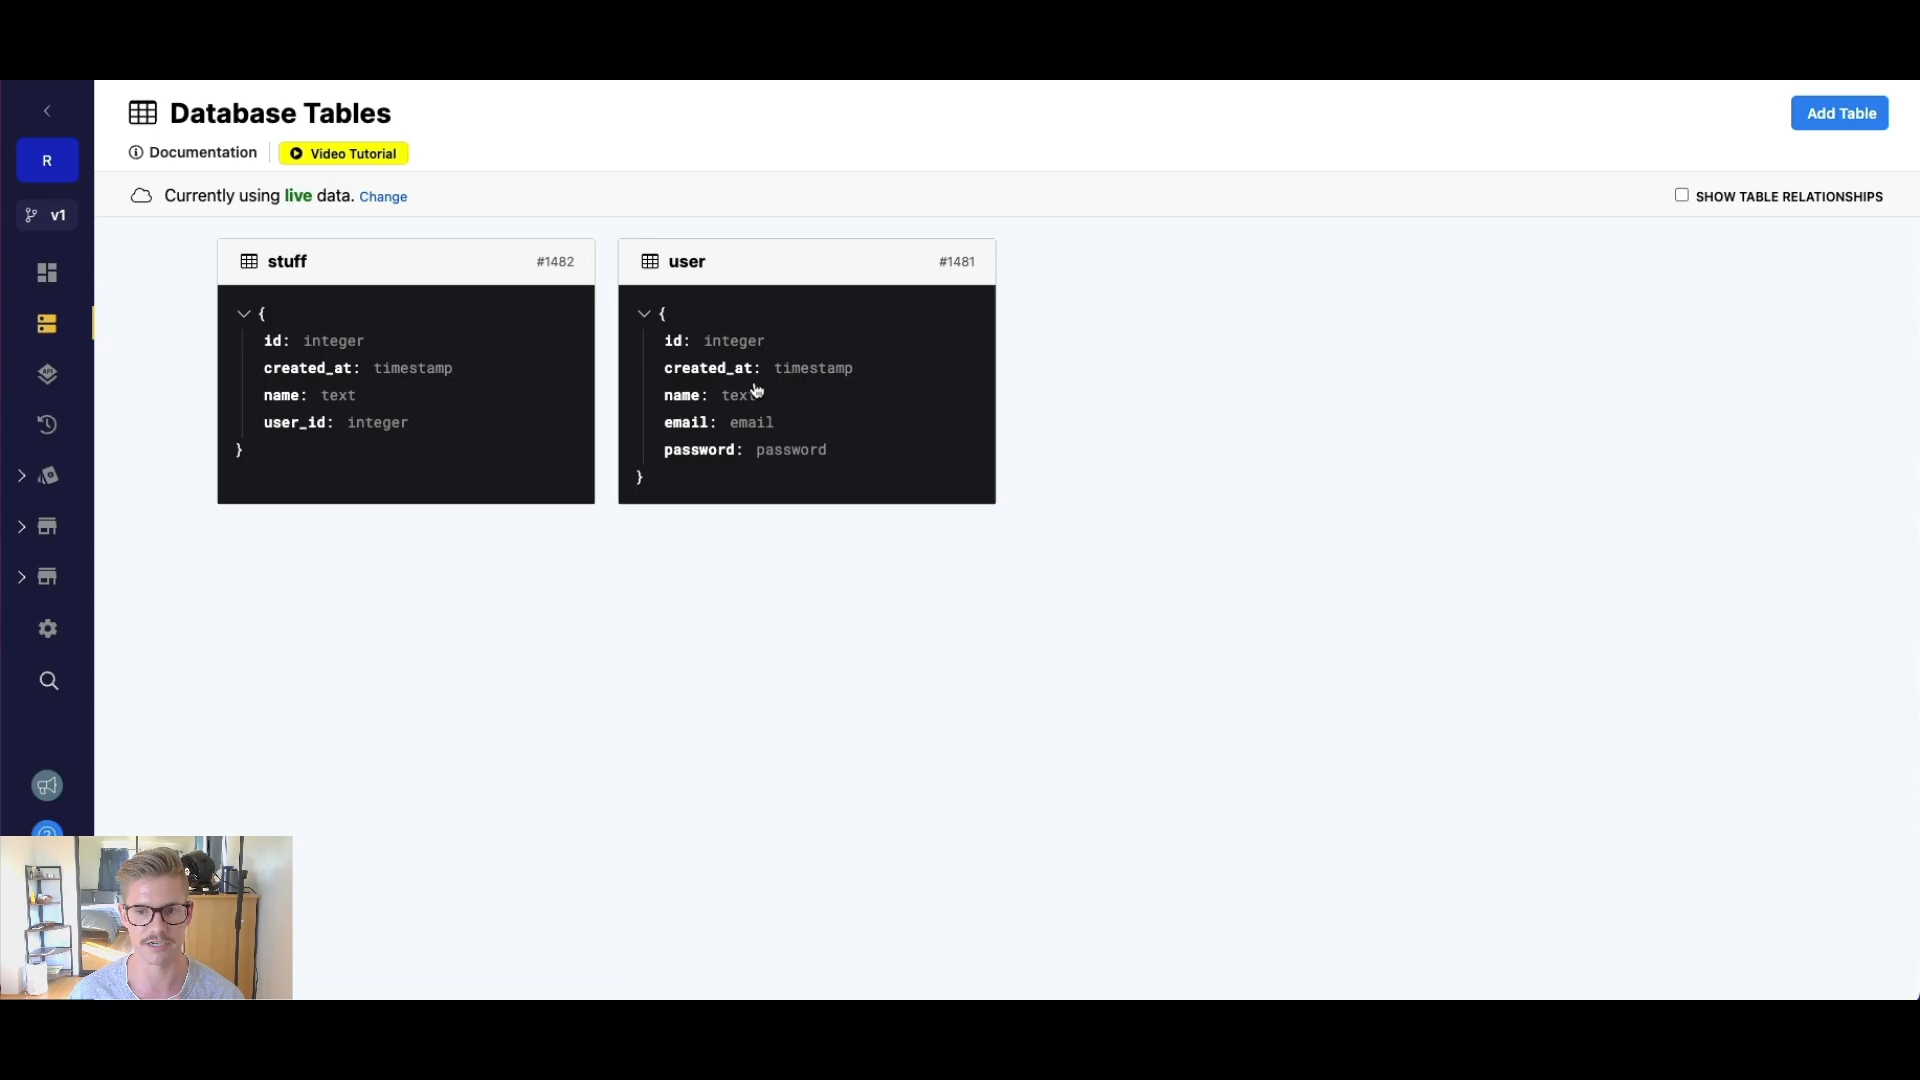 Database Tables
Add Table
Documentation
Video Tutorial
R
Currently using live data. Change
SHOW TABLE RELATIONSHIPS
v1
stuff
#1482
{
id: integer
created_at: timestamp
name: text
user_id: integer
}
user
#1481
{
id: integer
created_at: timestamp
name: text
email: email
password: password
}
API